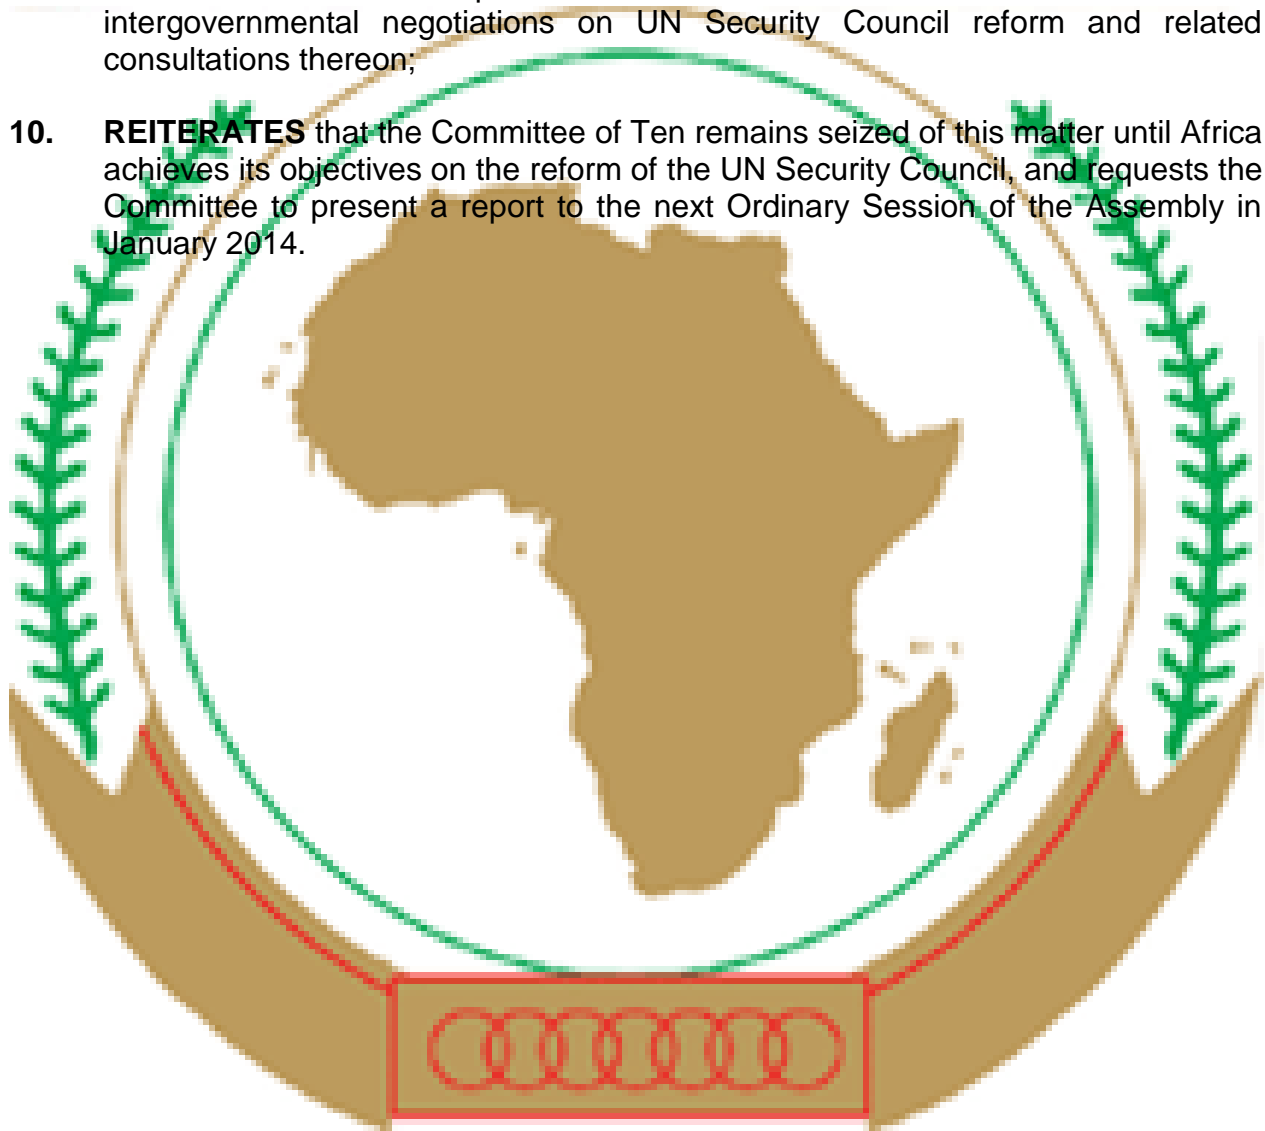 intergovernmental negotiations on UN Security Council reform and related
consultations thereon;
10. REITERATES that the Committee of Ten remains seized of this matter until Africa
achieves its objectives on the reform of the UN Security Council, and requests the
Committee to present a report to the next Ordinary Session of the Assembly in
January 2014.